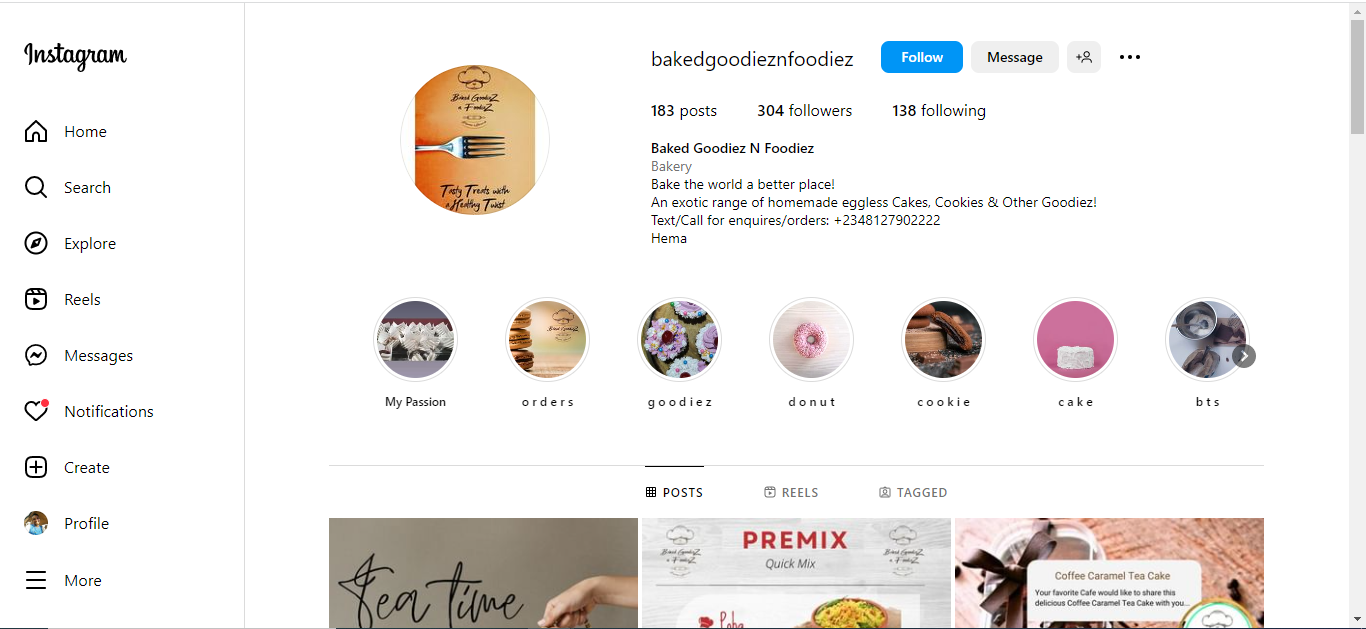 Instagram
Home
Search
Explore
Reels
Messages
Notifications
Create
Profile
More
bakedgoodieznfoodiez
Follow
Message
183 posts
304 followers
138 following
Baked Goodiez N Foodiez
Bakery
Bake the world a better place!
An exotic range of homemade eggless Cakes, Cookies & Other Goodiez!
Text/Call for enquires/orders: +2348127902222
Hema
Baked GoodieZ
n FoodieZ
Tasty Treats with
a Healthy Twist
My Passion
orders
goodiez
donut
cookie
cake
bts
POSTS
REELS
TAGGED
Tea time
Baked GoodieZ
n FoodieZ
PREMIX
Quick Mix
Baked GoodieZ
n FoodieZ
Poha
Coffee Caramel Tea Cake
Your favorite Cafe would like to share this
delicious Coffee Caramel Tea Cake with you...